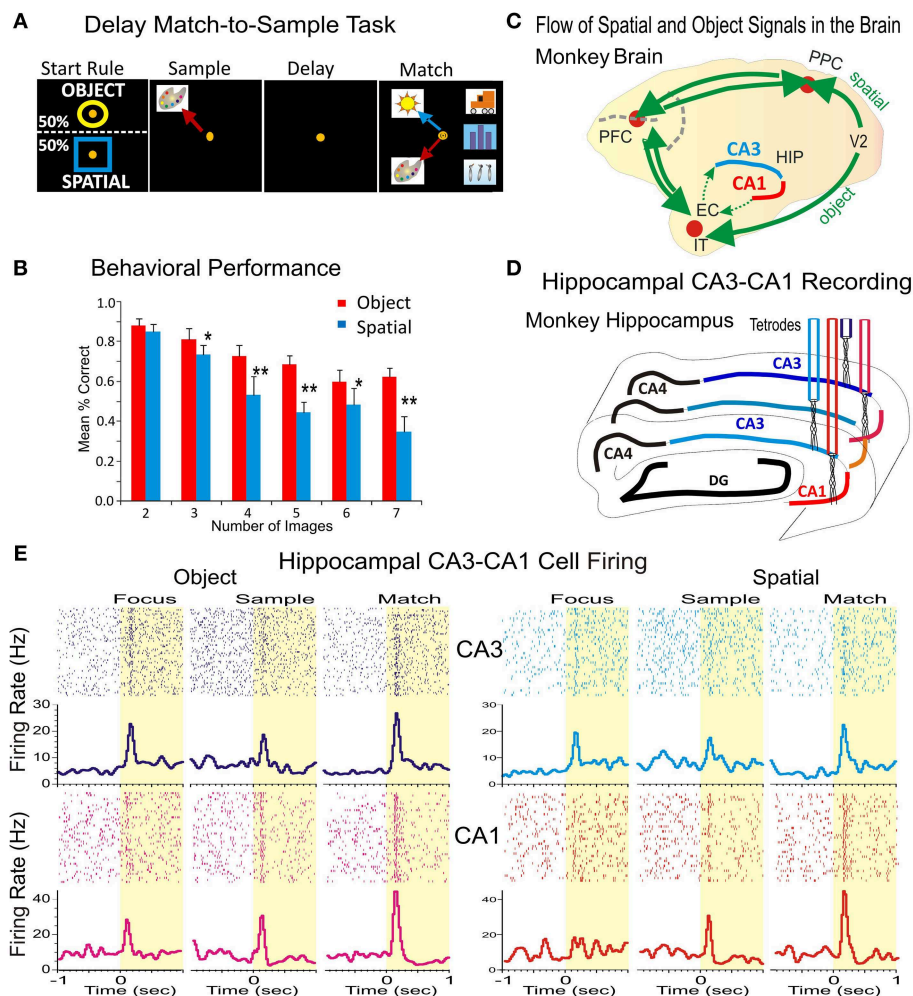 A Delay Match-to-Sample Task
Start Rule Sample Delay Match
OBJECT
50%
50%
SPATIAL
B Behavioral Performance
Object
Spatial
Mean % Correct
1.0
0.8
0.6
0.4
0.2
0.0
* ** ** * **
2 3 4 5 6 7
Number of Images
C Flow of Spatial and Object Signals in the Brain
Monkey Brain
PPC
spatial
PFC
V2
CA3
HIP
CA1
EC
object
IT
D Hippocampal CA3-CA1 Recording
Monkey Hippocampus
Tetrodes
CA3
CA4
CA3
CA4
DG
CA1
E Hippocampal CA3-CA1 Cell Firing
Object Spatial
Focus Sample Match Focus Sample Match
CA3
Firing Rate (Hz)
30 30
20 20
10 10
0 0
CA1
Firing Rate (Hz)
40 40
20 20
0 0
-1 0 0 0 1 -1 0 0 0 1
Time (sec) Time (sec) Time (sec) Time (sec) Time (sec) Time (sec)